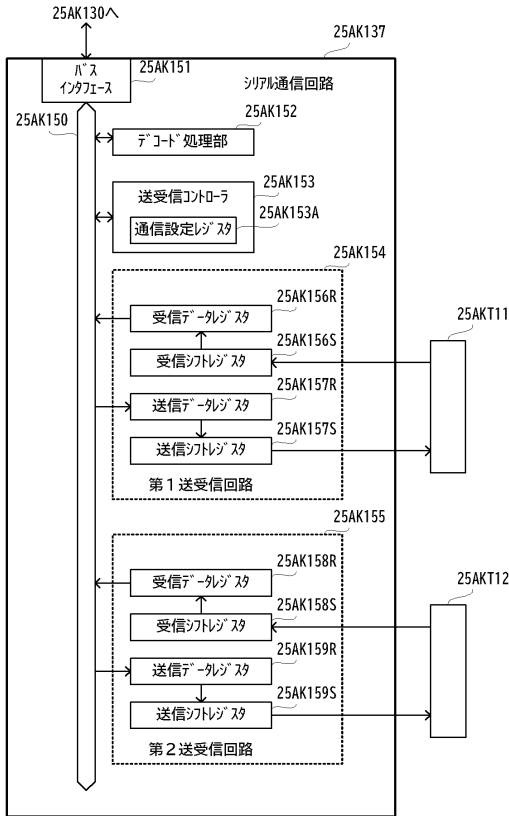 25AK130へ
25AK137
バス
インタフェース
25AK151
シリアル通信回路
25AK150
25AK152
デコード処理部
25AK153
送受信コントローラ
25AK153A
通信設定レジスタ
25AK154
25AK156R
受信データレジスタ
25AK156S
受信シフトレジスタ
25AK157R
送信データレジスタ
25AK157S
送信シフトレジスタ
第1送受信回路
25AKT11
25AK155
25AK158R
受信データレジスタ
25AK158S
受信シフトレジスタ
25AK159R
送信データレジスタ
25AK159S
送信シフトレジスタ
第2送受信回路
25AKT12